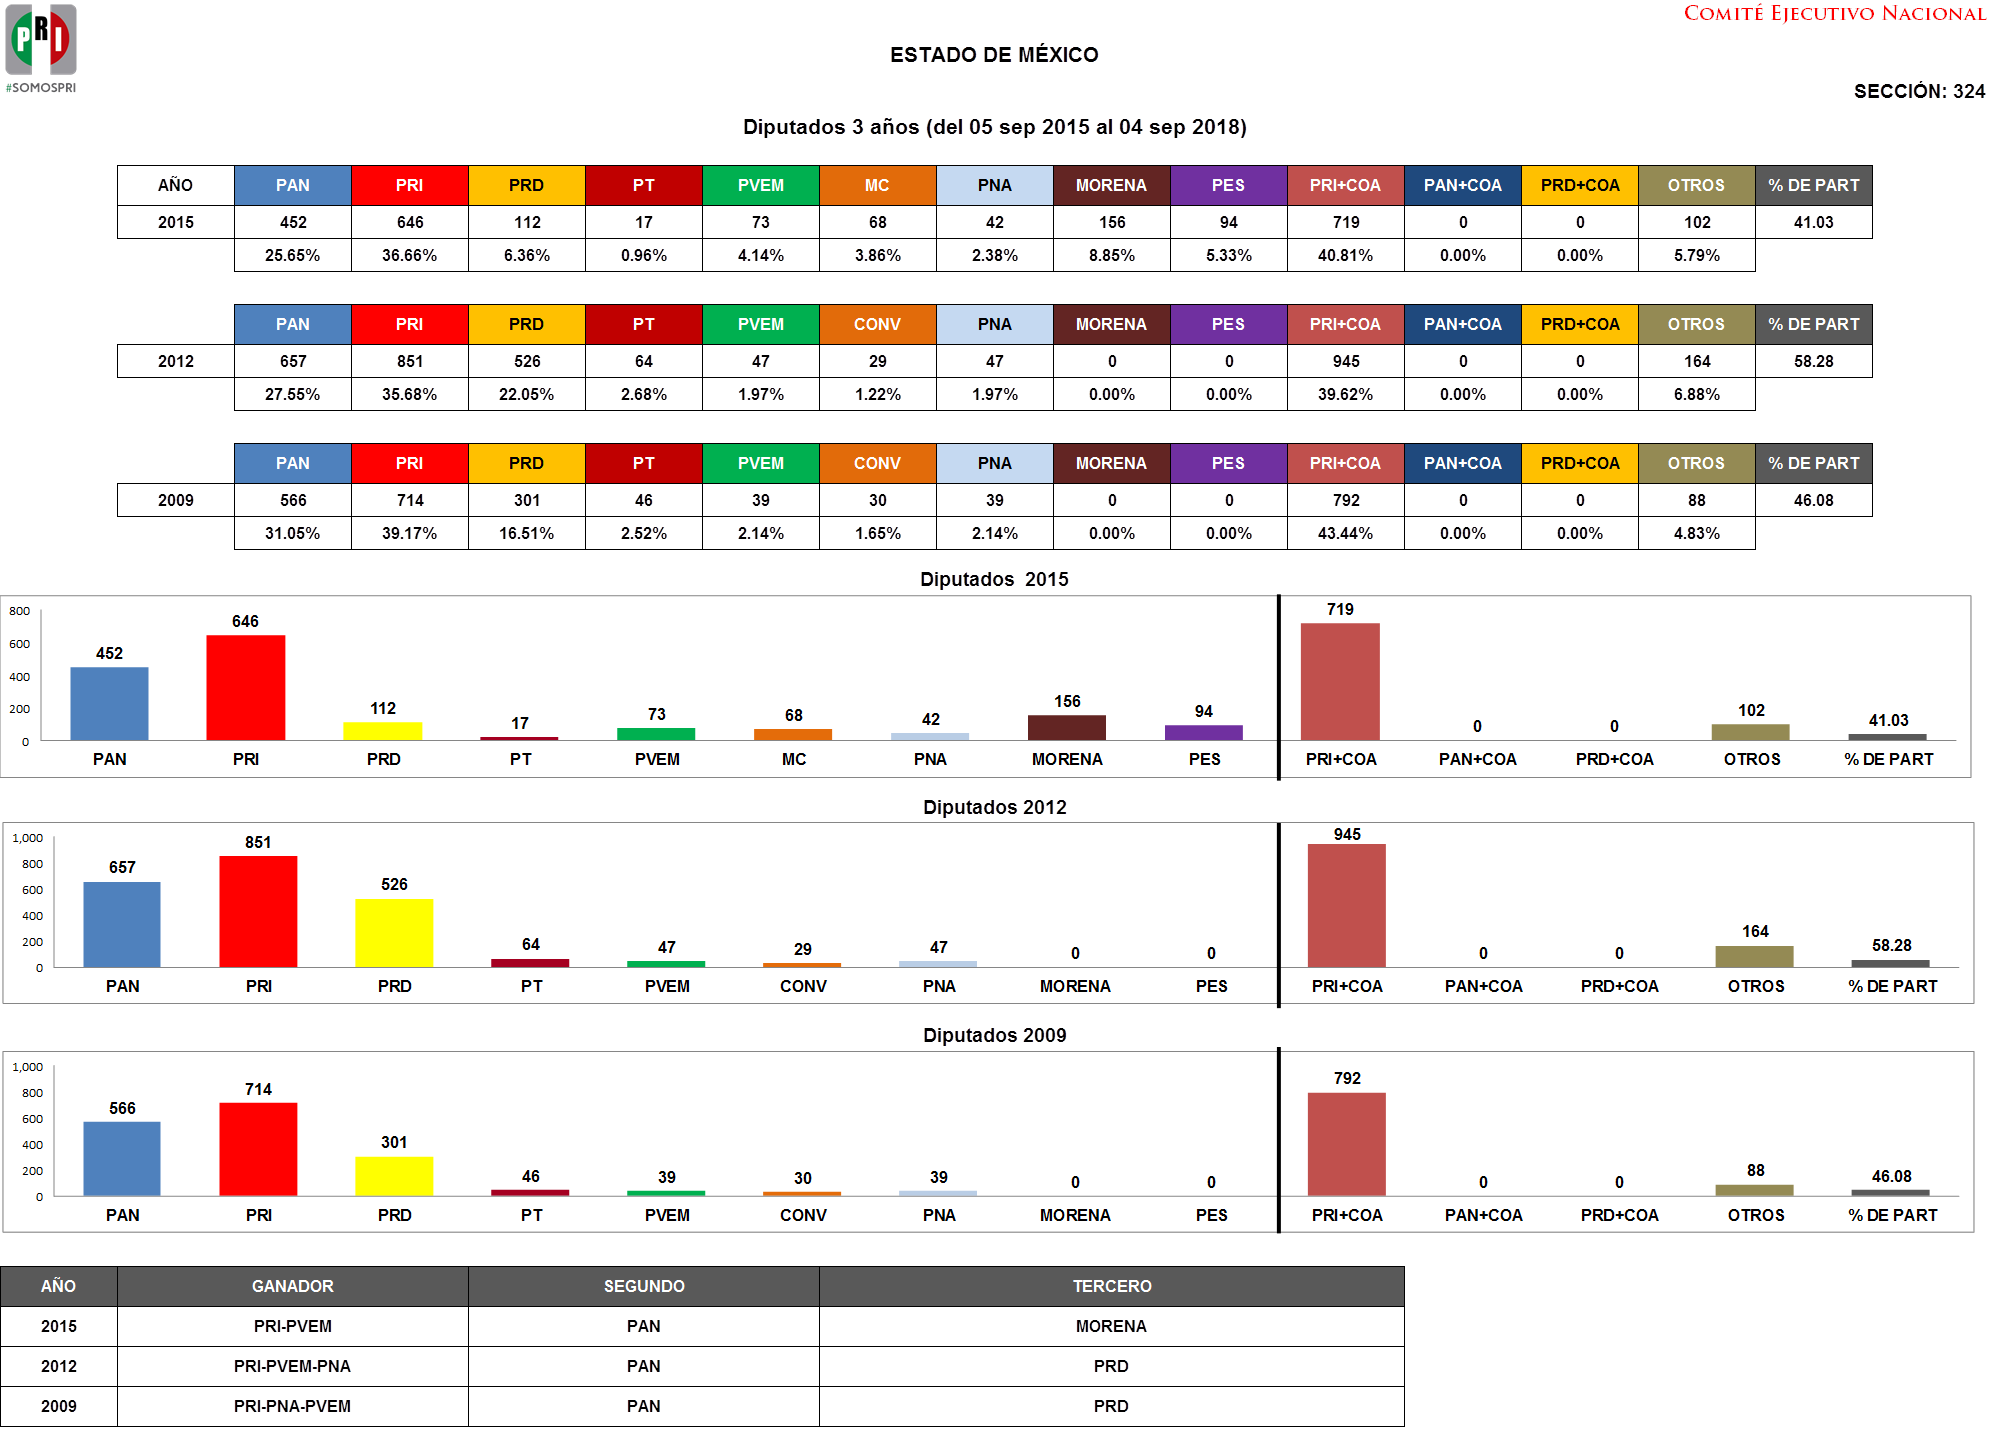 PRI
#SOMOSPRI
COMITÉ EJECUTIVO NACIONAL
ESTADO DE MÉXICO
SECCIÓN: 324
Diputados 3 años (del 05 sep 2015 al 04 sep 2018)
AÑO PAN PRI PRD PT PVEM MC PNA MORENA PES PRI+COA PAN+COA PRD+COA OTROS % DE PART
2015 452 646 112 17 73 68 42 156 94 719 0 0 102 41.03
25.65% 36.66% 6.36% 0.96% 4.14% 3.86% 2.38% 8.85% 5.33% 40.81% 0.00% 0.00% 5.79%
PAN PRI PRD PT PVEM CONV PNA MORENA PES PRI+COA PAN+COA PRD+COA OTROS % DE PART
2012 657 851 526 64 47 29 47 0 0 945 0 0 164 58.28
27.55% 35.68% 22.05% 2.68% 1.97% 1.22% 1.97% 0.00% 0.00% 39.62% 0.00% 0.00% 6.88%
PAN PRI PRD PT PVEM CONV PNA MORENA PES PRI+COA PAN+COA PRD+COA OTROS % DE PART
2009 566 714 301 46 39 30 39 0 0 792 0 0 88 46.08
31.05% 39.17% 16.51% 2.52% 2.14% 1.65% 2.14% 0.00% 0.00% 43.44% 0.00% 0.00% 4.83%
Diputados 2015
800
600
400
200
0
452 646 112 17 73 68 42 156 94 719 0 0 102 41.03
PAN PRI PRD PT PVEM MC PNA MORENA PES PRI+COA PAN+COA PRD+COA OTROS % DE PART
Diputados 2012
1,000
800
600
400
200
0
657 851 526 64 47 29 47 0 0 945 0 0 164 58.28
PAN PRI PRD PT PVEM CONV PNA MORENA PES PRI+COA PAN+COA PRD+COA OTROS % DE PART
Diputados 2009
1,000
800
600
400
200
0
566 714 301 46 39 30 39 0 0 792 0 0 88 46.08
PAN PRI PRD PT PVEM CONV PNA MORENA PES PRI+COA PAN+COA PRD+COA OTROS % DE PART
AÑO GANADOR SEGUNDO TERCERO
2015 PRI-PVEM PAN MORENA
2012 PRI-PVEM-PNA PAN PRD
2009 PRI-PNA-PVEM PAN PRD